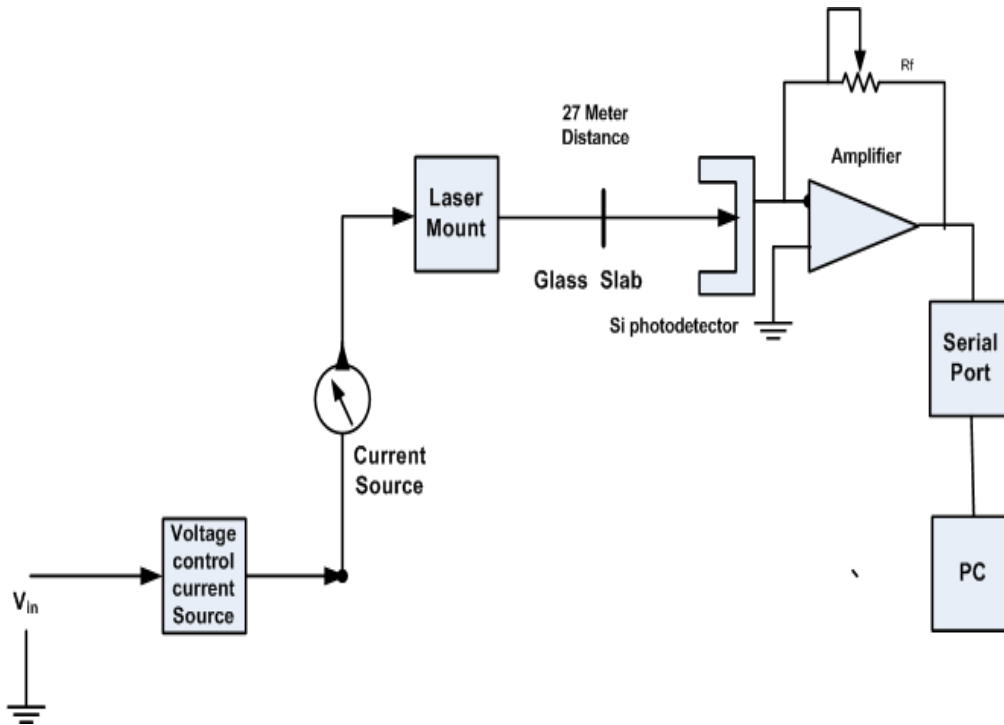 Rf
27 Meter
Distance
Amplifier
Laser
Mount
Glass Slab
Si photodetector
Serial
Port
Current
Source
Voltage
control
current
Source
PC
Vin